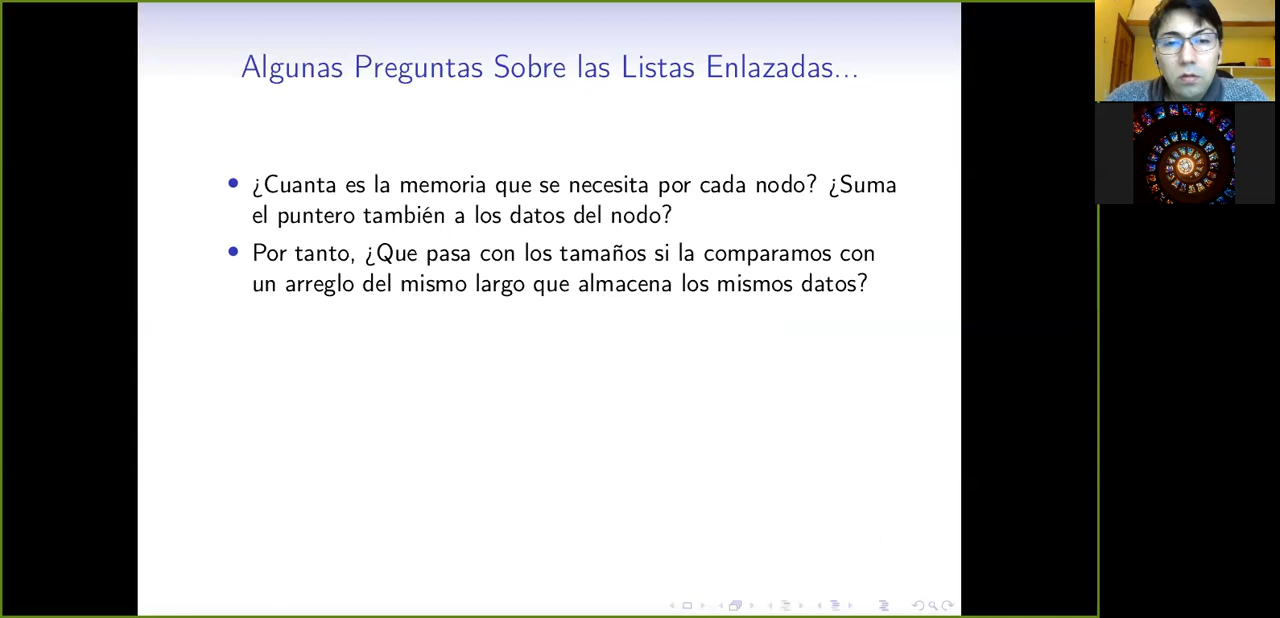 Algunas Preguntas Sobre las Listas Enlazadas...
¿Cuanta es la memoria que se necesita por cada nodo? ¿Suma
el puntero también a los datos del nodo?
Por tanto, ¿Que pasa con los tamaños si la comparamos con
un arreglo del mismo largo que almacena los mismos datos?